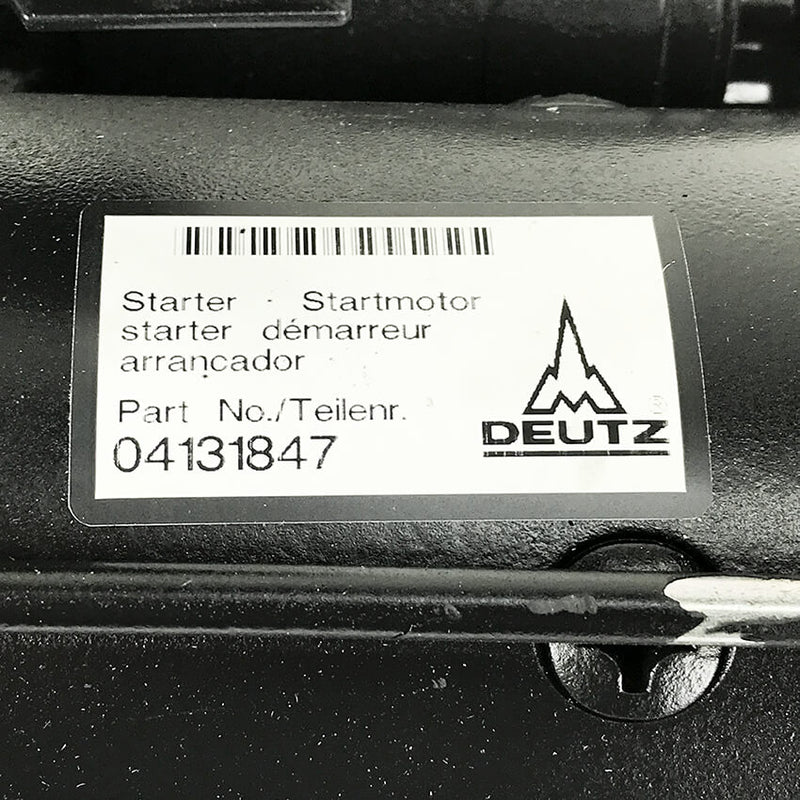 Starter · Startmotor
starter démarreur
arrancador
Part No./Teilenr.
04131847
DEUTZ